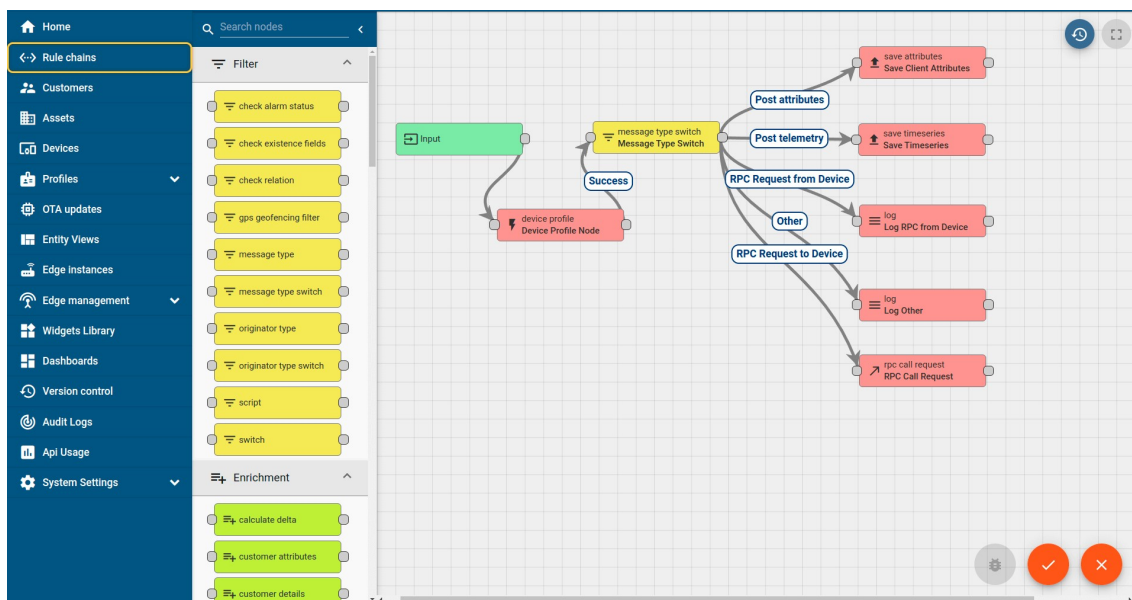 Home
Rule chains
Customers
Assets
Devices
Profiles
OTA updates
Entity Views
Edge instances
Edge management
Widgets Library
Dashboards
Version control
Audit Logs
Api Usage
System Settings
Search nodes
Filter
check alarm status
check existence fields
check relation
gps geofencing filter
message type
message type switch
originator type
originator type switch
script
switch
Enrichment
calculate delta
customer attributes
customer details
Input
device profile
Device Profile Node
Success
message type switch
Message Type Switch
Post attributes
Post telemetry
RPC Request from Device
Other
RPC Request to Device
save attributes
Save Client Attributes
save timeseries
Save Timeseries
log
Log RPC from Device
log
Log Other
rpc call request
RPC Call Request